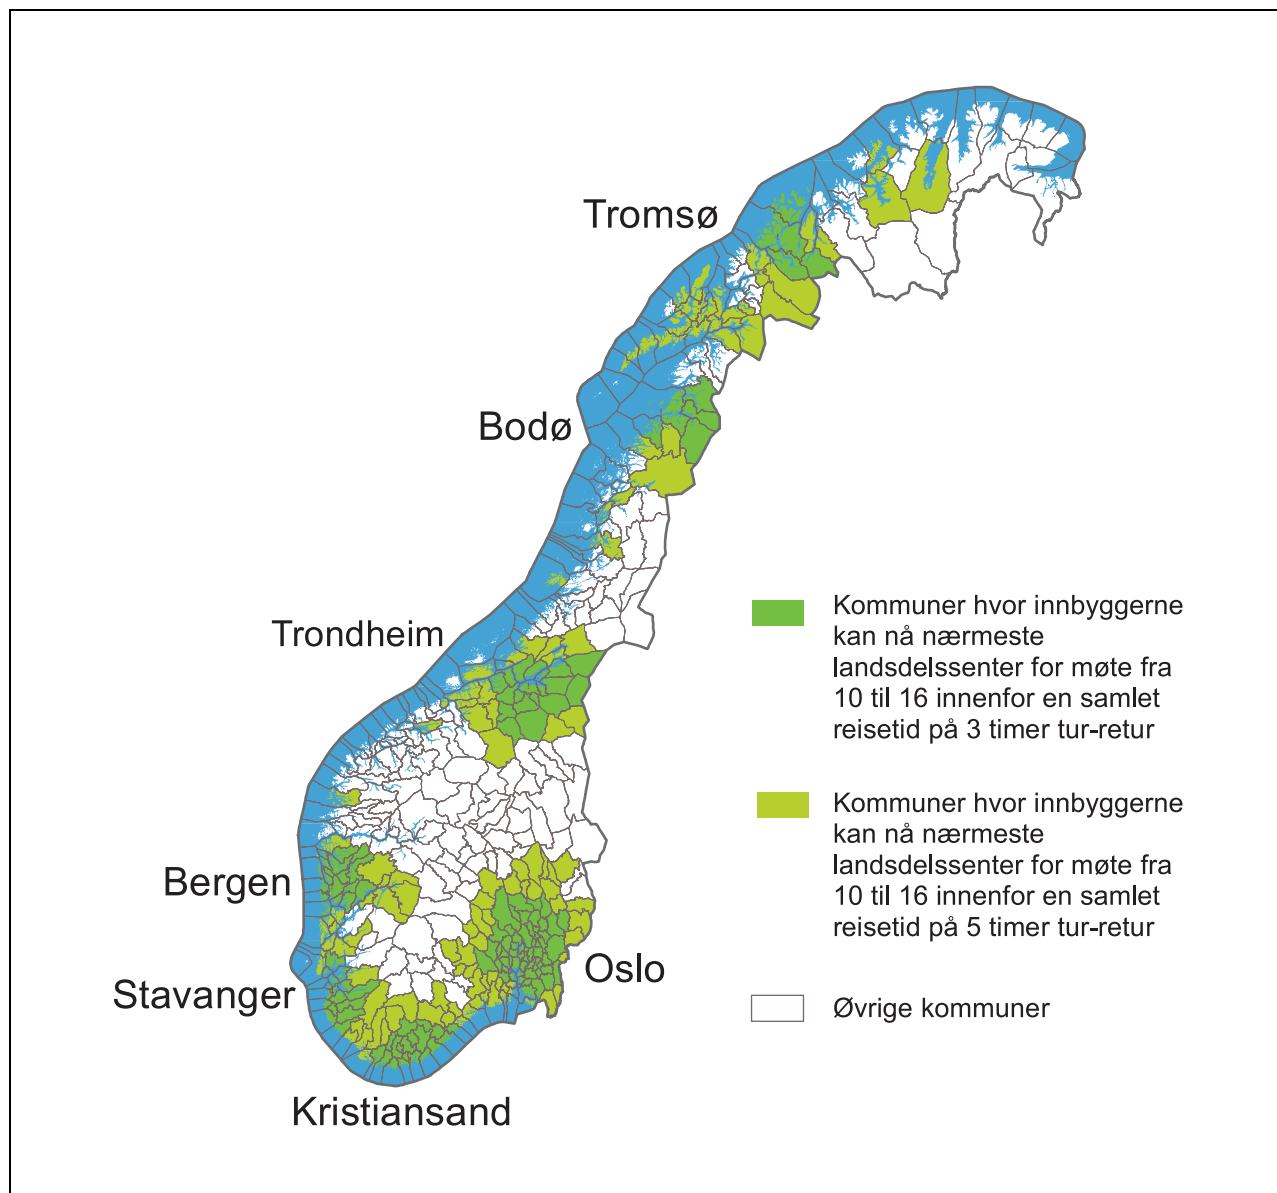 Tromsø
Bodø
Trondheim
Bergen
Stavanger
Kristiansand
Oslo
Kommuner hvor innbyggerne
kan nå nærmeste
landsdelssenter for møte fra
10 til 16 innenfor en samlet
reisetid på 3 timer tur-retur
Kommuner hvor innbyggerne
kan nå nærmeste
landsdelssenter for møte fra
10 til 16 innenfor en samlet
reisetid på 5 timer tur-retur
Øvrige kommuner